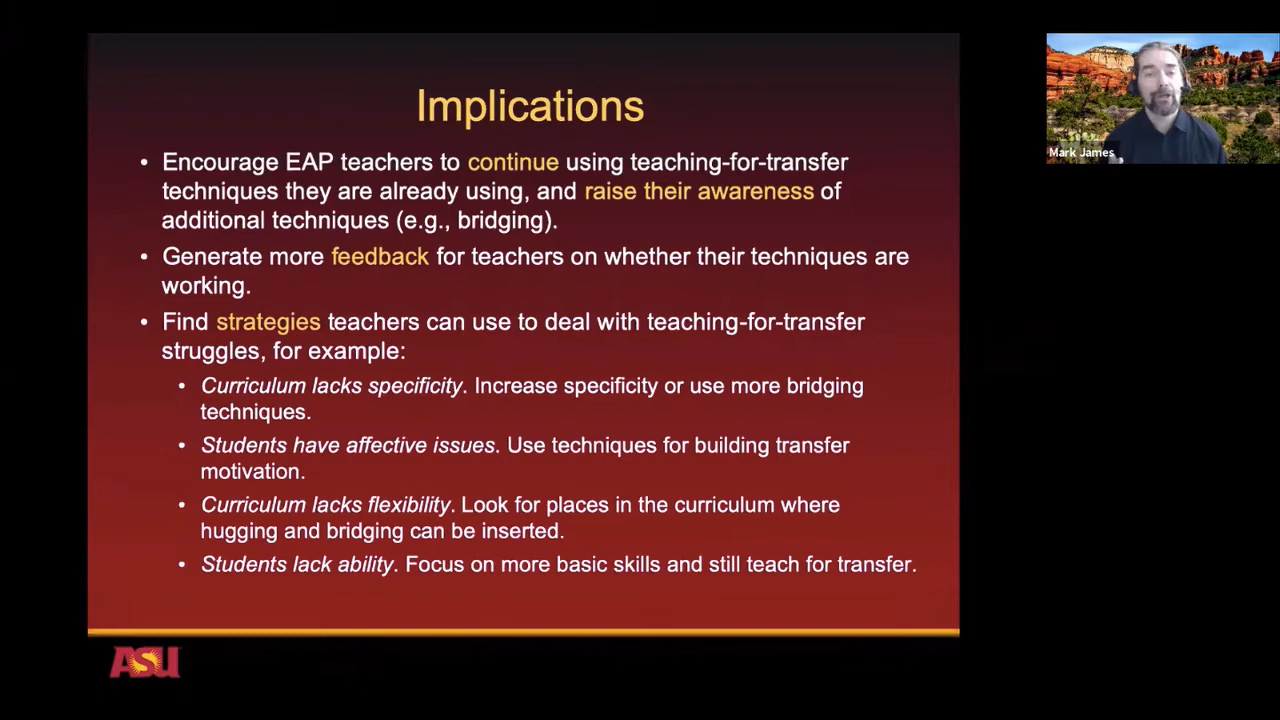 Implications
• Encourage EAP teachers to continue using teaching-for-transfer
techniques they are already using, and raise their awareness of
additional techniques (e.g., bridging).
• Generate more feedback for teachers on whether their techniques are
working.
• Find strategies teachers can use to deal with teaching-for-transfer
struggles, for example:
• Curriculum lacks specificity. Increase specificity or use more bridging
techniques.
• Students have affective issues. Use techniques for building transfer
motivation.
• Curriculum lacks flexibility. Look for places in the curriculum where
hugging and bridging can be inserted.
• Students lack ability. Focus on more basic skills and still teach for transfer.
ASU
Mark James